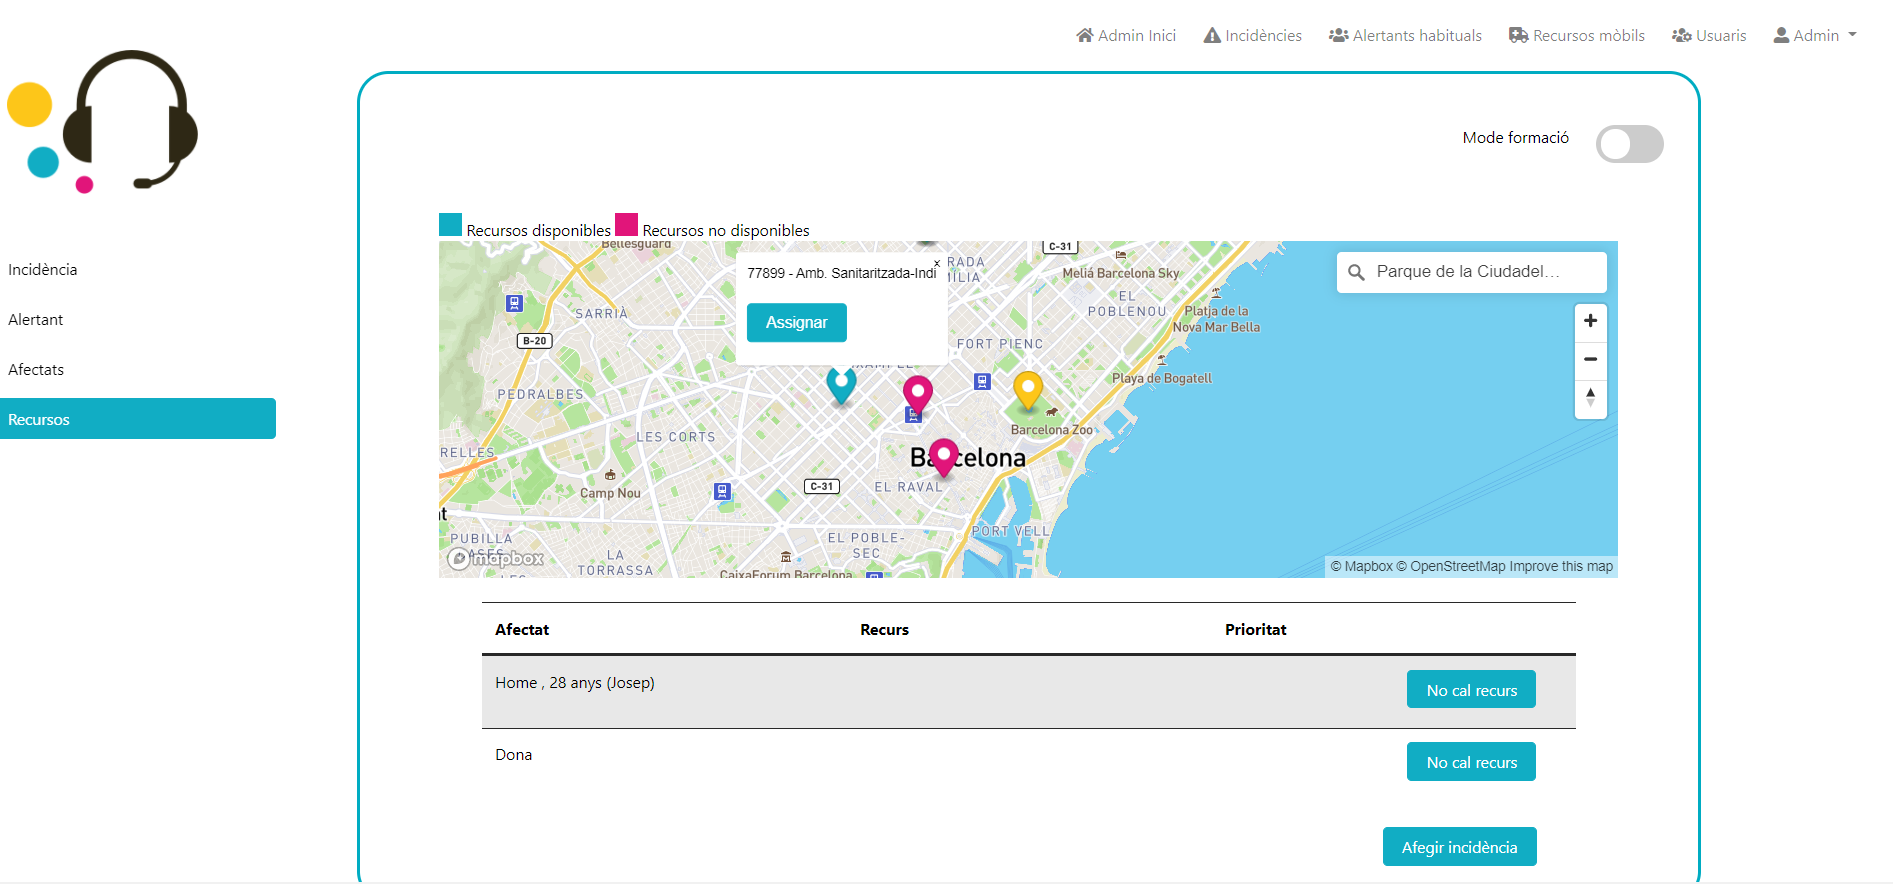 Admin Inici Incidències Alertants habituals Recursos mòbils Usuaris Admin
Mode formació
Incidència
Alertant
Afectats
Recursos
Recursos disponibles Recursos no disponibles
Bellesguard
C-31
77899 - Amb. Sanitaritzada-Indi
x
Assignar
Parque de la Ciudadel...
Meliá Barcelona Sky
EL
POBLENOU
Platja de la
Nova Mar Bella
SARRIÀ
B-20
FORT PIENC
Playa de Bogatell
PEDRALBES
Barcelona Zoo
LES CORTS
Barcelona
Camp Nou
C-31
EL RAVAL
PORT VELL
EL POBLE-
SEC
PUBILLA
LA
TORRASSA
CaixaForum Barcelona
mapbox
© Mapbox © OpenStreetMap Improve this map
Afectat Recurs Prioritat
Home , 28 anys (Josep) No cal recurs
Dona No cal recurs
Afegir incidència